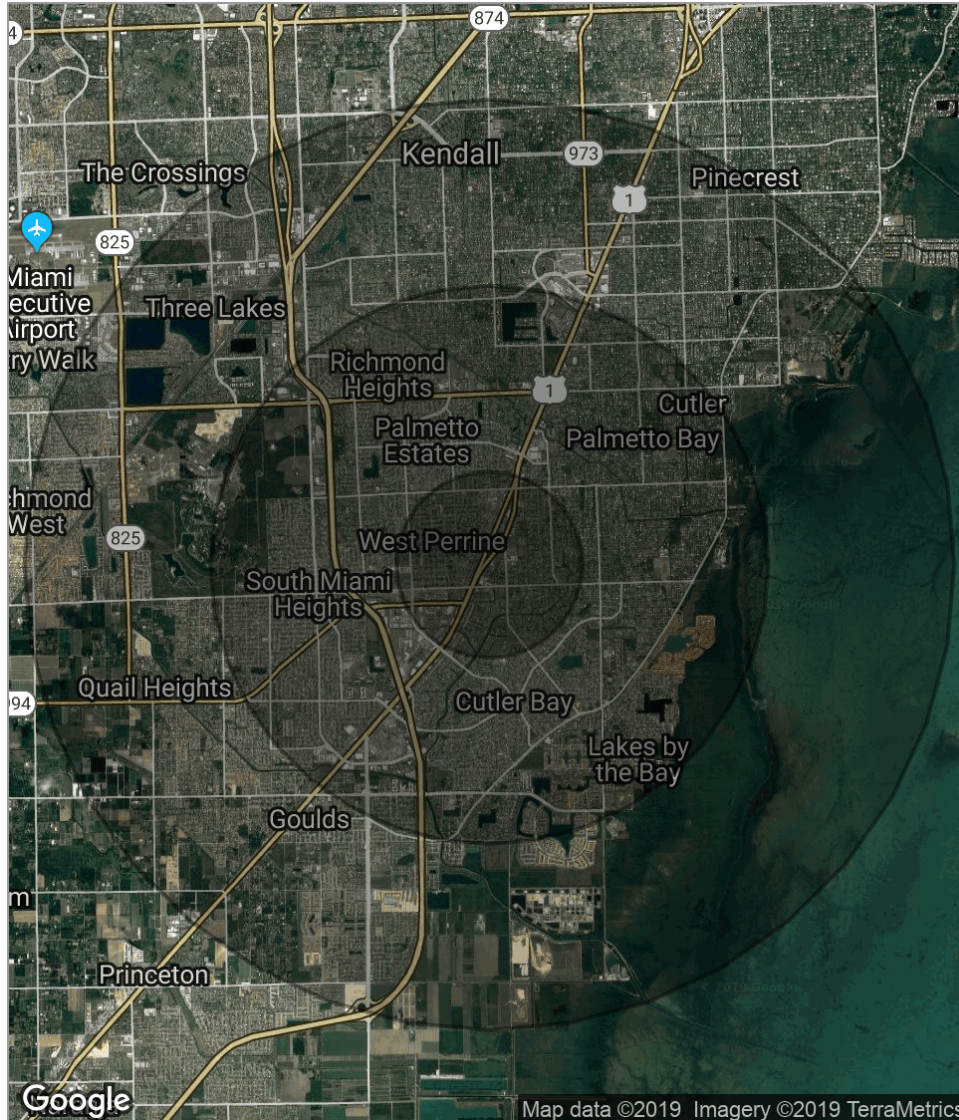 874
4
Kendall
973
The Crossings
Pinecrest
1
825
Miami
ecutive
Airport
Three Lakes
ry Walk
Richmond
Heights
1
Cutler
Palmetto
Estates
Palmetto Bay
chmond
West
825
West Perrine
South Miami
Heights
Quail Heights
994
Cutler Bay
Lakes by
the Bay
Goulds
m
Princeton
Google
Map data ©2019 Imagery ©2019 TerraMetrics